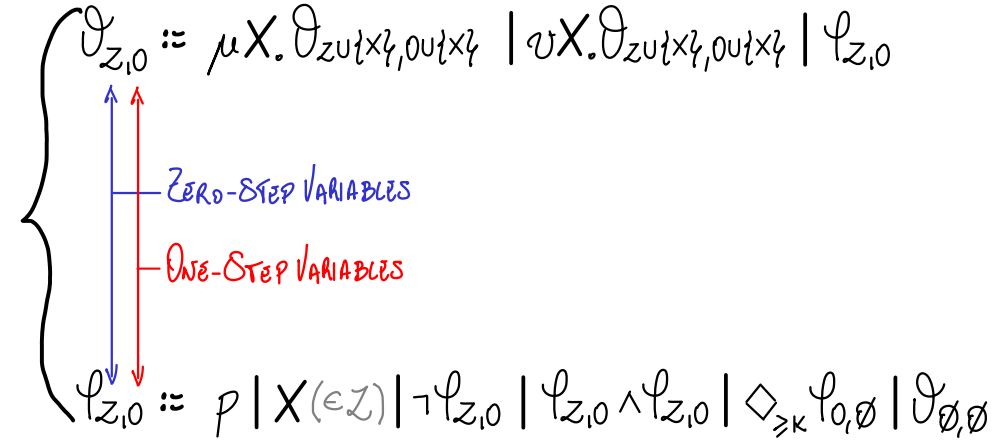 ϑ_{Z,O} ::= μX.ϑ_{Z∪{X},O∪{X}} | νX.ϑ_{Z∪{X},O∪{X}} | φ_{Z,O}
ZERO-STEP VARIABLES
ONE-STEP VARIABLES
φ_{Z,O} ::= p | X(∈Z) | ¬φ_{Z,O} | φ_{Z,O} ∧ φ_{Z,O} | ◇_{≥K} φ_{O,∅} | ϑ_{∅,∅}